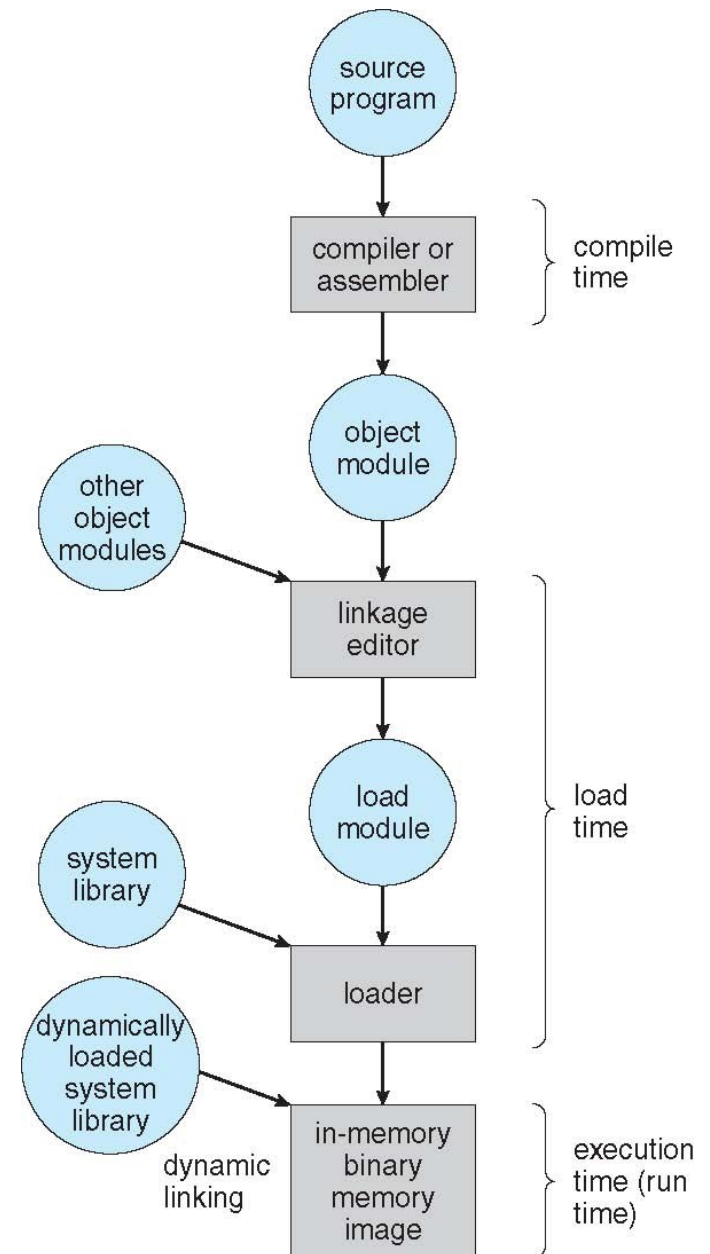 source
program
compiler or
assembler
compile
time
object
module
other
object
modules
linkage
editor
load
module
load
time
system
library
loader
dynamically
loaded
system
library
dynamic
linking
in-memory
binary
memory
image
execution
time (run
time)